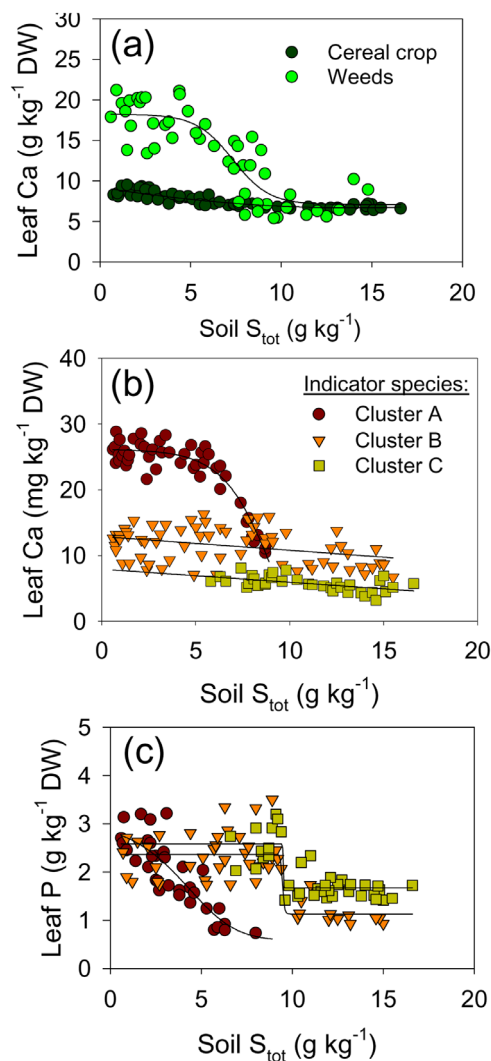 (a)
Cereal crop
Weeds
Leaf Ca (g kg⁻¹ DW)
30
25
20
15
10
5
0
0 5 10 15 20
Soil Sₜₒₜ (g kg⁻¹)
(b)
Indicator species:
Cluster A
Cluster B
Cluster C
Leaf Ca (mg kg⁻¹ DW)
40
30
20
10
0
0 5 10 15 20
Soil Sₜₒₜ (g kg⁻¹)
(c)
Leaf P (g kg⁻¹ DW)
5
4
3
2
1
0
0 5 10 15 20
Soil Sₜₒₜ (g kg⁻¹)